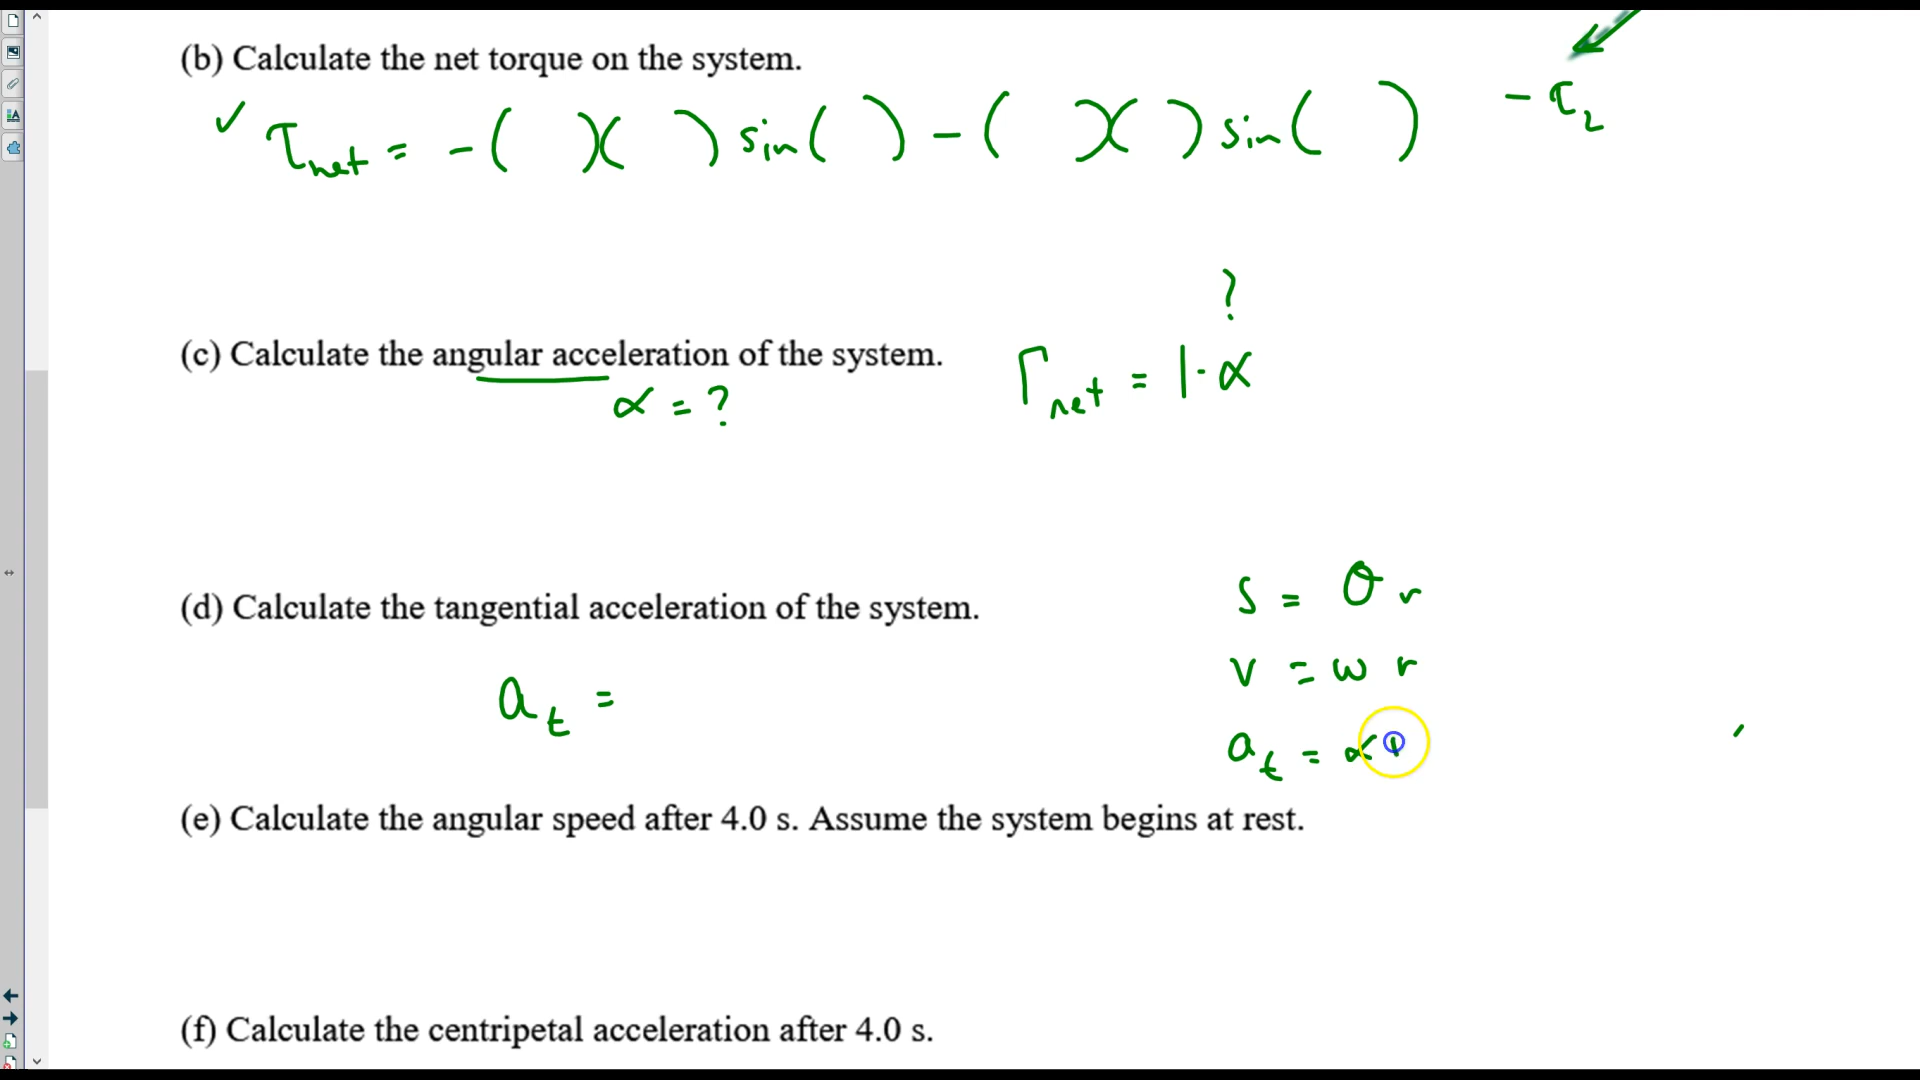 (b) Calculate the net torque on the system.
- τ₂
✓ τnet = - ( )( ) sin( ) - ( )( ) sin( )
?
(c) Calculate the angular acceleration of the system.
Γnet = I · α
α = ?
s = θ r
(d) Calculate the tangential acceleration of the system.
v = ω r
at =
at = α r
(e) Calculate the angular speed after 4.0 s. Assume the system begins at rest.
(f) Calculate the centripetal acceleration after 4.0 s.